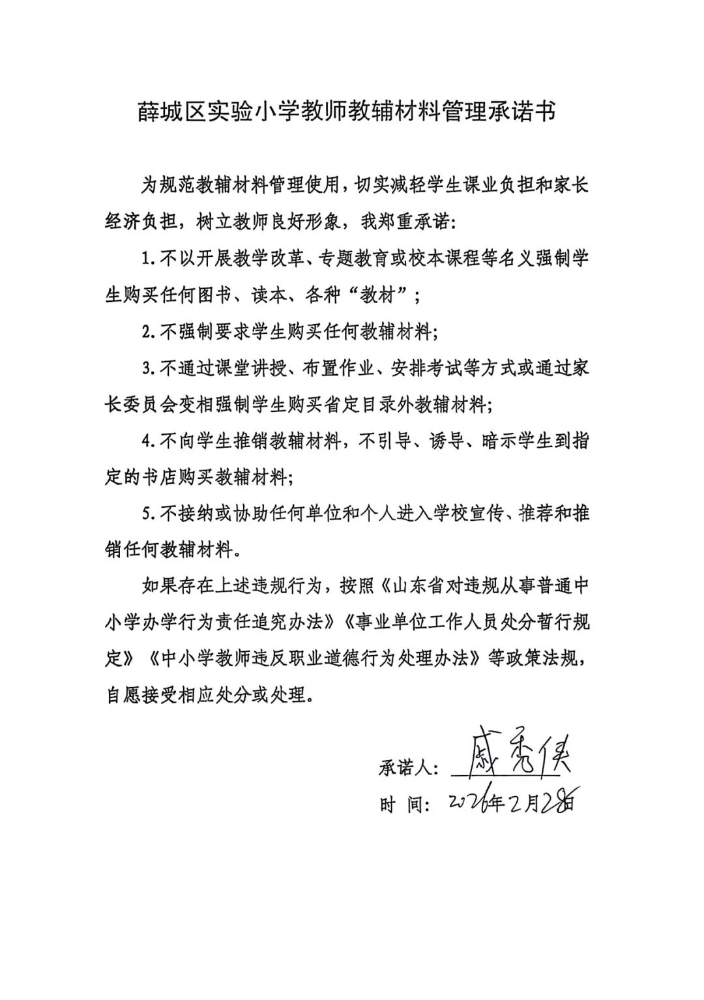 薛城区实验小学教师教辅材料管理承诺书
为规范教辅材料管理使用，切实减轻学生课业负担和家长
经济负担，树立教师良好形象，我郑重承诺：
1.不以开展教学改革、专题教育或校本课程等名义强制学
生购买任何图书、读本、各种“教材”；
2.不强制要求学生购买任何教辅材料；
3.不通过课堂讲授、布置作业、安排考试等方式或通过家
长委员会变相强制学生购买省定目录外教辅材料；
4.不向学生推销教辅材料，不引导、诱导、暗示学生到指
定的书店购买教辅材料；
5.不接纳或协助任何单位和个人进入学校宣传、推荐和推
销任何教辅材料。
如果存在上述违规行为，按照《山东省对违规从事普通中
小学办学行为责任追究办法》《事业单位工作人员处分暂行规
定》《中小学教师违反职业道德行为处理办法》等政策法规，
自愿接受相应处分或处理。
承诺人：戚秀侠
时 间：2026年2月28日